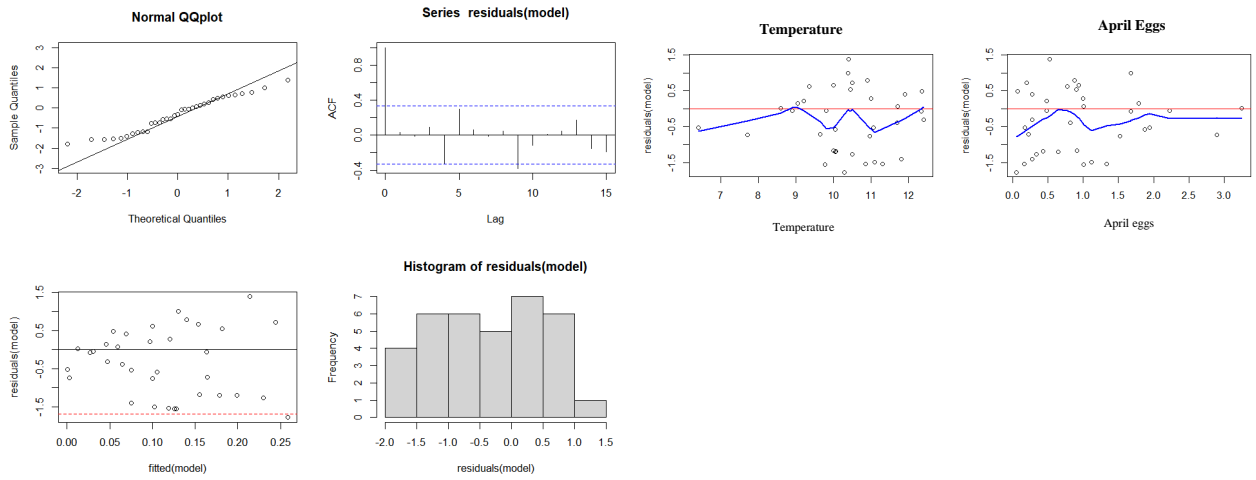 Normal QQplot
Sample Quantiles
3
2
1
0
-1
-2
-3
-2 -1 0 1 2
Theoretical Quantiles
Series residuals(model)
ACF
0.8
0.4
0.0
-0.4
0 5 10 15
Lag
Temperature
residuals(model)
1.5
0.5
-0.5
-1.5
7 8 9 10 11 12
Temperature
April Eggs
residuals(model)
1.5
0.5
-0.5
-1.5
0.0 0.5 1.0 1.5 2.0 2.5 3.0
April eggs
residuals(model)
1.5
0.5
-0.5
-1.5
0.00 0.05 0.10 0.15 0.20 0.25
fitted(model)
Histogram of residuals(model)
Frequency
7
6
5
4
3
2
1
0
-2.0 -1.5 -1.0 -0.5 0.0 0.5 1.0 1.5
residuals(model)